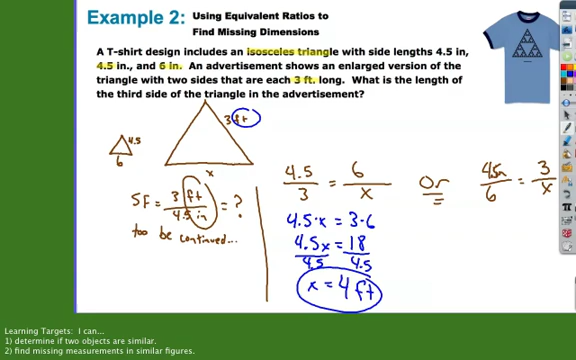 Example 2: Using Equivalent Ratios to
Find Missing Dimensions
A T-shirt design includes an isosceles triangle with side lengths 4.5 in,
4.5 in., and 6 in. An advertisement shows an enlarged version of the
triangle with two sides that are each 3 ft. long. What is the length of
the third side of the triangle in the advertisement?
3 ft
4.5
6
x
SF = 3 ft / 4.5 in = ?
too be continued...
4.5/3 = 6/x
4.5·x = 3·6
4.5x = 18
4.5 4.5
x = 4 ft
Or
4.5/6 = 3/x
Learning Targets: I can...
1) determine if two objects are similar.
2) find missing measurements in similar figures.